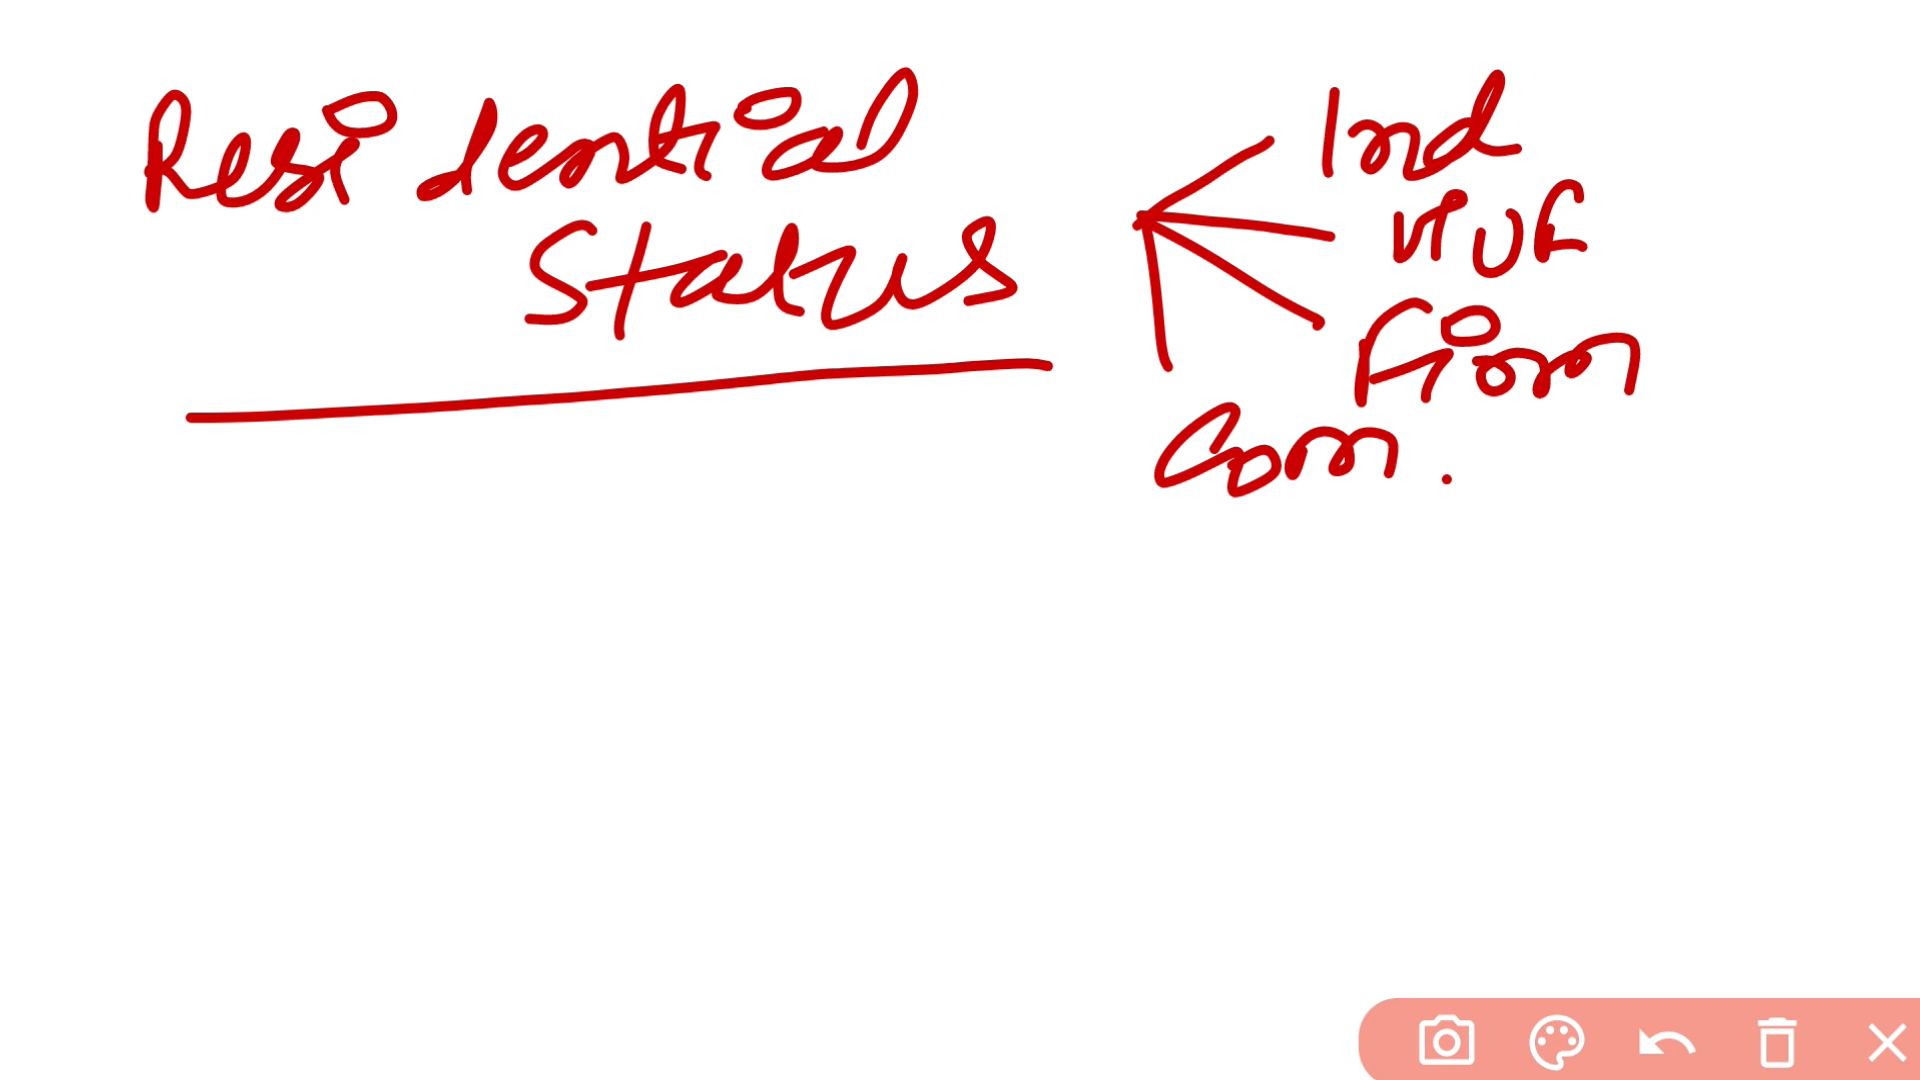 Residential
Status
Ind
HUF
Firm
Com.